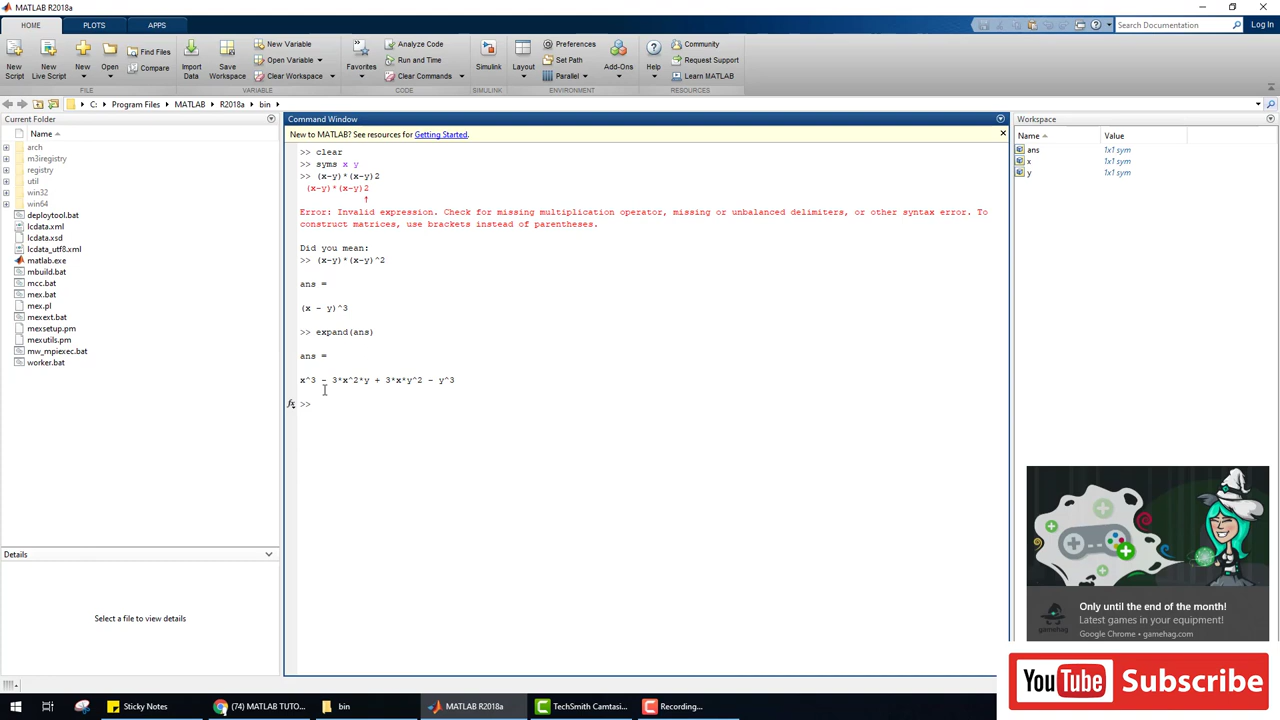 MATLAB R2018a
HOME PLOTS APPS
Search Documentation Log In
New Script
New Live Script
New
Open
Find Files
Compare
Import Data
Save Workspace
New Variable
Open Variable
Clear Workspace
Favorites
Analyze Code
Run and Time
Clear Commands
Simulink
Layout
Preferences
Set Path
Parallel
Add-Ons
Help
Community
Request Support
Learn MATLAB
FILE VARIABLE CODE SIMULINK ENVIRONMENT RESOURCES
C: Program Files MATLAB R2018a bin
Current Folder
Name
arch
m3iregistry
registry
util
win32
win64
deploytool.bat
lcdata.xml
lcdata.xsd
lcdata_utf8.xml
matlab.exe
mbuild.bat
mcc.bat
mex.bat
mex.pl
mexext.bat
mexsetup.pm
mexutils.pm
mw_mpiexec.bat
worker.bat
Details
Select a file to view details
Command Window
New to MATLAB? See resources for Getting Started.
>> clear
>> syms x y
>> (x-y)*(x-y)2
(x-y)*(x-y)2
↑
Error: Invalid expression. Check for missing multiplication operator, missing or unbalanced delimiters, or other syntax error. To
construct matrices, use brackets instead of parentheses.
Did you mean:
>> (x-y)*(x-y)^2
ans =
(x - y)^3
>> expand(ans)
ans =
x^3 - 3*x^2*y + 3*x*y^2 - y^3
fx >>
Workspace
Name Value
ans 1x1 sym
x 1x1 sym
y 1x1 sym
Only until the end of the month!
Latest games in your equipment!
gamehag
Google Chrome • gamehag.com
YouTube Subscribe
Sticky Notes
(74) MATLAB TUTO...
bin
MATLAB R2018a
TechSmith Camtasi...
Recording...